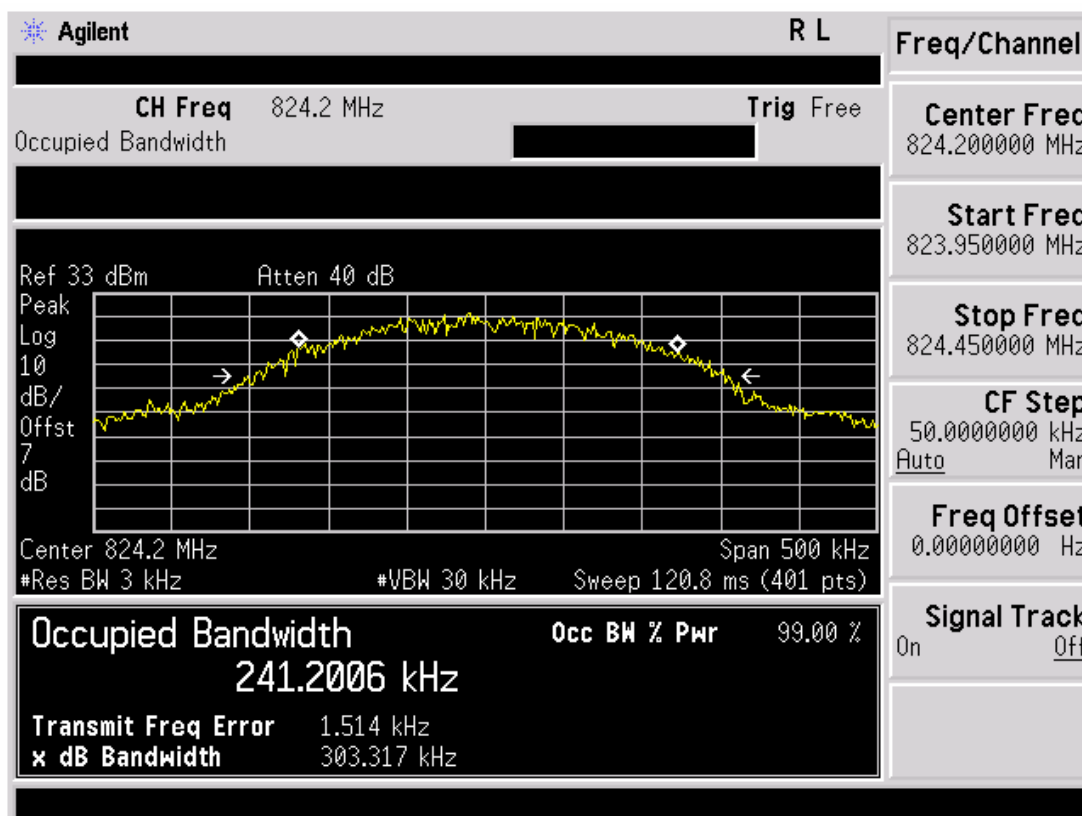 Agilent
R L
CH Freq 824.2 MHz
Trig Free
Occupied Bandwidth
Ref 33 dBm
Atten 40 dB
Peak
Log
10
dB/
Offst
7
dB
Center 824.2 MHz
Span 500 kHz
#Res BW 3 kHz
#VBW 30 kHz
Sweep 120.8 ms (401 pts)
Occupied Bandwidth
241.2006 kHz
Occ BW % Pwr 99.00 %
Transmit Freq Error 1.514 kHz
x dB Bandwidth 303.317 kHz
Freq/Channel
Center Freq
824.200000 MHz
Start Freq
823.950000 MHz
Stop Freq
824.450000 MHz
CF Step
50.0000000 kHz
Auto Man
Freq Offset
0.00000000 Hz
Signal Track
On Off